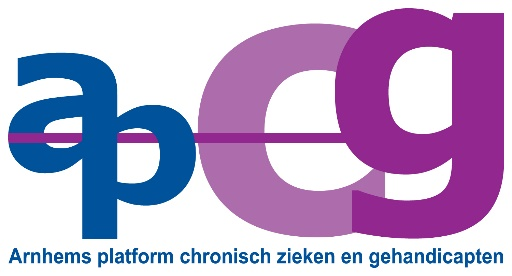 apcg
Arnhems platform chronisch zieken en gehandicapten